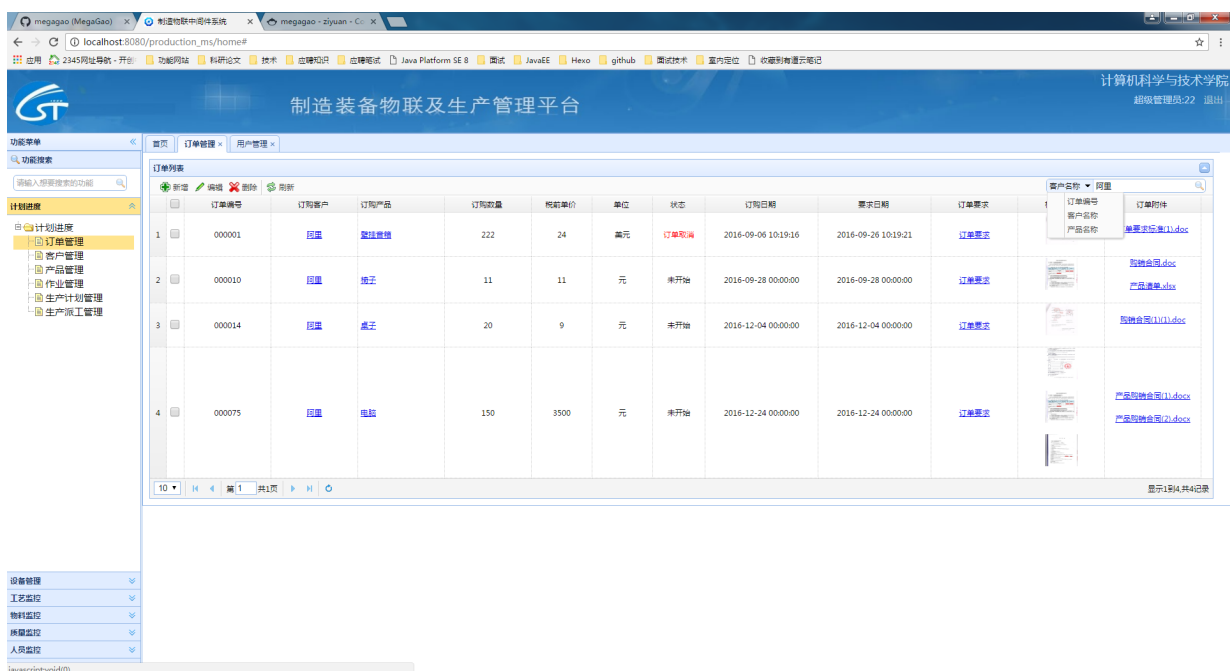 megagao (MegaGao)
制造物联中间件系统
megagao - ziyuan - Co
localhost:8080/production_ms/home#
应用
2345网址导航 - 开创
功能网站
科研论文
技术
应聘知识
应聘笔试
Java Platform SE 8
面试
JavaEE
Hexo
github
面试技术
室内定位
收藏到有道云笔记
制造装备物联及生产管理平台
计算机科学与技术学院
超级管理员:22 退出
功能菜单
功能搜索
请输入想要搜索的功能
计划进度
计划进度
订单管理
客户管理
产品管理
作业管理
生产计划管理
生产派工管理
设备管理
工艺监控
物料监控
质量监控
人员监控
首页 订单管理 用户管理
订单列表
新增 编辑 删除 刷新
客户名称 阿里
订单编号
客户名称
产品名称
订单编号 订购客户 订购产品 订购数量 税前单价 单位 状态 订购日期 要求日期 订单要求 订单附件
1 000001 阿里 壁挂音箱 222 24 美元 订单取消 2016-09-06 10:19:16 2016-09-26 10:19:21 订单要求 单要求标准(1).doc
2 000010 阿里 椅子 11 11 元 未开始 2016-09-28 00:00:00 2016-09-28 00:00:00 订单要求 购销合同.doc
产品清单.xlsx
3 000014 阿里 桌子 20 9 元 未开始 2016-12-04 00:00:00 2016-12-04 00:00:00 订单要求 购销合同(1)(1).doc
4 000075 阿里 电脑 150 3500 元 未开始 2016-12-24 00:00:00 2016-12-24 00:00:00 订单要求 产品购销合同(1).docx
产品购销合同(2).docx
10 第 1 共1页
显示1到4,共4记录
javascript:void(0)